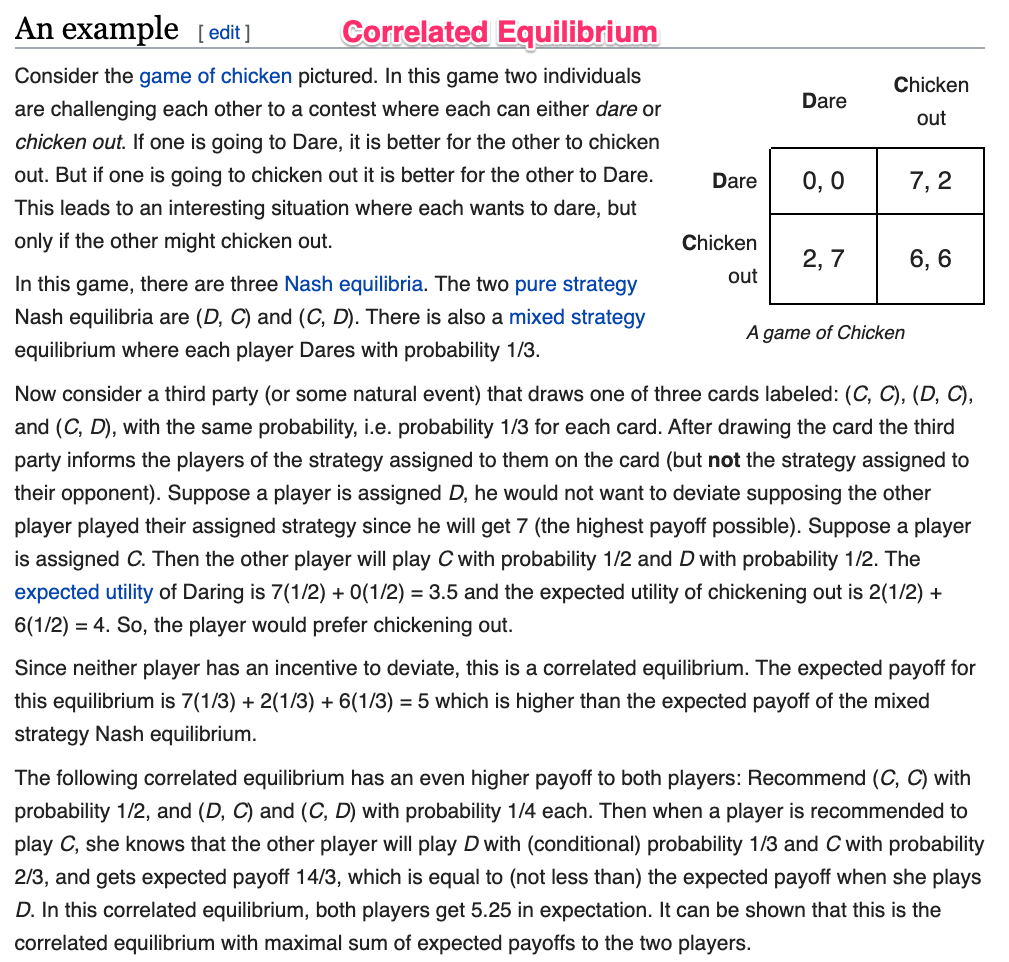 An example [ edit ] Correlated Equilibrium
Consider the game of chicken pictured. In this game two individuals
are challenging each other to a contest where each can either dare or
chicken out. If one is going to Dare, it is better for the other to chicken
out. But if one is going to chicken out it is better for the other to Dare.
This leads to an interesting situation where each wants to dare, but
only if the other might chicken out.
In this game, there are three Nash equilibria. The two pure strategy
Nash equilibria are (D, C) and (C, D). There is also a mixed strategy
equilibrium where each player Dares with probability 1/3.
Dare
Chicken
out
Dare 0, 0 7, 2
Chicken
out
2, 7 6, 6
A game of Chicken
Now consider a third party (or some natural event) that draws one of three cards labeled: (C, C), (D, C),
and (C, D), with the same probability, i.e. probability 1/3 for each card. After drawing the card the third
party informs the players of the strategy assigned to them on the card (but not the strategy assigned to
their opponent). Suppose a player is assigned D, he would not want to deviate supposing the other
player played their assigned strategy since he will get 7 (the highest payoff possible). Suppose a player
is assigned C. Then the other player will play C with probability 1/2 and D with probability 1/2. The
expected utility of Daring is 7(1/2) + 0(1/2) = 3.5 and the expected utility of chickening out is 2(1/2) +
6(1/2) = 4. So, the player would prefer chickening out.
Since neither player has an incentive to deviate, this is a correlated equilibrium. The expected payoff for
this equilibrium is 7(1/3) + 2(1/3) + 6(1/3) = 5 which is higher than the expected payoff of the mixed
strategy Nash equilibrium.
The following correlated equilibrium has an even higher payoff to both players: Recommend (C, C) with
probability 1/2, and (D, C) and (C, D) with probability 1/4 each. Then when a player is recommended to
play C, she knows that the other player will play D with (conditional) probability 1/3 and C with probability
2/3, and gets expected payoff 14/3, which is equal to (not less than) the expected payoff when she plays
D. In this correlated equilibrium, both players get 5.25 in expectation. It can be shown that this is the
correlated equilibrium with maximal sum of expected payoffs to the two players.